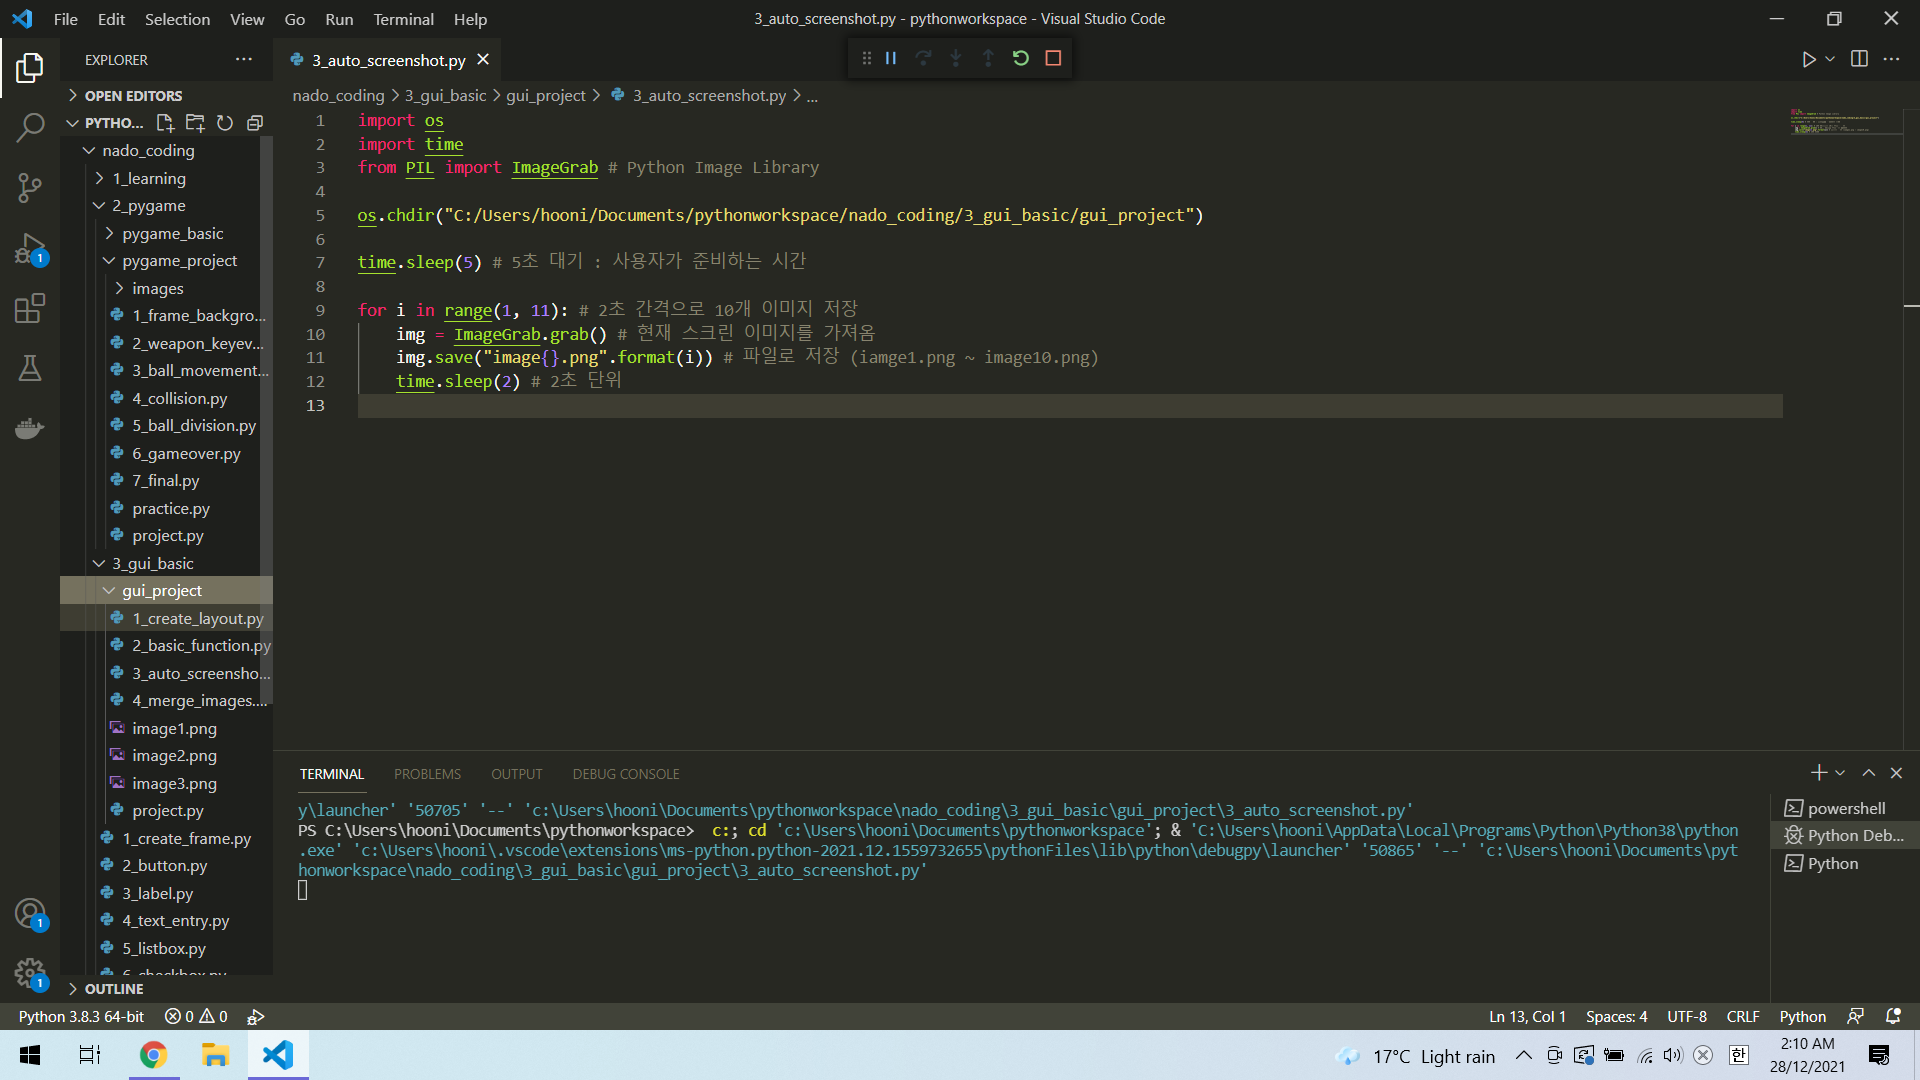 File Edit Selection View Go Run Terminal Help
3_auto_screenshot.py - pythonworkspace - Visual Studio Code
EXPLORER
OPEN EDITORS
PYTHO...
nado_coding
1_learning
2_pygame
pygame_basic
pygame_project
images
1_frame_backgro...
2_weapon_keyev...
3_ball_movement...
4_collision.py
5_ball_division.py
6_gameover.py
7_final.py
practice.py
project.py
3_gui_basic
gui_project
1_create_layout.py
2_basic_function.py
3_auto_screensho...
4_merge_images....
image1.png
image2.png
image3.png
project.py
1_create_frame.py
2_button.py
3_label.py
4_text_entry.py
5_listbox.py
6_checkbox.py
OUTLINE
3_auto_screenshot.py
nado_coding > 3_gui_basic > gui_project > 3_auto_screenshot.py > ...
1 import os
2 import time
3 from PIL import ImageGrab # Python Image Library
4
5 os.chdir("C:/Users/hooni/Documents/pythonworkspace/nado_coding/3_gui_basic/gui_project")
6
7 time.sleep(5) # 5초 대기 : 사용자가 준비하는 시간
8
9 for i in range(1, 11): # 2초 간격으로 10개 이미지 저장
10 img = ImageGrab.grab() # 현재 스크린 이미지를 가져옴
11 img.save("image{}.png".format(i)) # 파일로 저장 (iamge1.png ~ image10.png)
12 time.sleep(2) # 2초 단위
13
TERMINAL PROBLEMS OUTPUT DEBUG CONSOLE
y\launcher' '50705' '--' 'c:\Users\hooni\Documents\pythonworkspace\nado_coding\3_gui_basic\gui_project\3_auto_screenshot.py'
PS C:\Users\hooni\Documents\pythonworkspace> c:; cd 'c:\Users\hooni\Documents\pythonworkspace'; & 'C:\Users\hooni\AppData\Local\Programs\Python\Python38\python
.exe' 'c:\Users\hooni\.vscode\extensions\ms-python.python-2021.12.1559732655\pythonFiles\lib\python\debugpy\launcher' '50865' '--' 'c:\Users\hooni\Documents\pyt
honworkspace\nado_coding\3_gui_basic\gui_project\3_auto_screenshot.py'
powershell
Python Deb...
Python
1
1
1
Python 3.8.3 64-bit 0 0
Ln 13, Col 1 Spaces: 4 UTF-8 CRLF Python
17°C Light rain
한
2:10 AM
28/12/2021